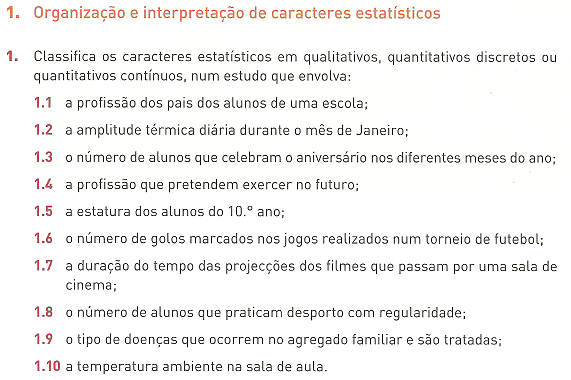 1. Organização e interpretação de caracteres estatísticos
1. Classifica os caracteres estatísticos em qualitativos, quantitativos discretos ou
quantitativos contínuos, num estudo que envolva:
1.1 a profissão dos pais dos alunos de uma escola;
1.2 a amplitude térmica diária durante o mês de Janeiro;
1.3 o número de alunos que celebram o aniversário nos diferentes meses do ano;
1.4 a profissão que pretendem exercer no futuro;
1.5 a estatura dos alunos do 10.º ano;
1.6 o número de golos marcados nos jogos realizados num torneio de futebol;
1.7 a duração do tempo das projecções dos filmes que passam por uma sala de
cinema;
1.8 o número de alunos que praticam desporto com regularidade;
1.9 o tipo de doenças que ocorrem no agregado familiar e são tratadas;
1.10 a temperatura ambiente na sala de aula.